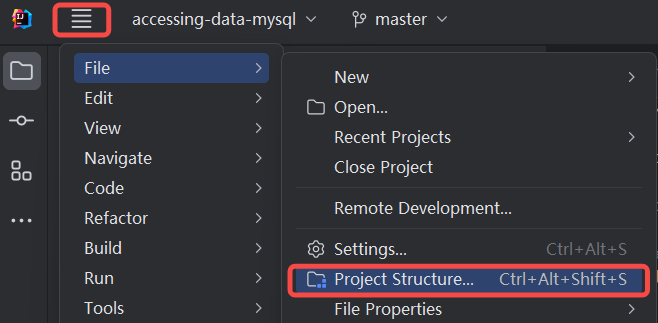 IJ
accessing-data-mysql
master
File
Edit
View
Navigate
Code
Refactor
Build
Run
Tools
New
Open...
Recent Projects
Close Project
Remote Development...
Settings... Ctrl+Alt+S
Project Structure... Ctrl+Alt+Shift+S
File Properties